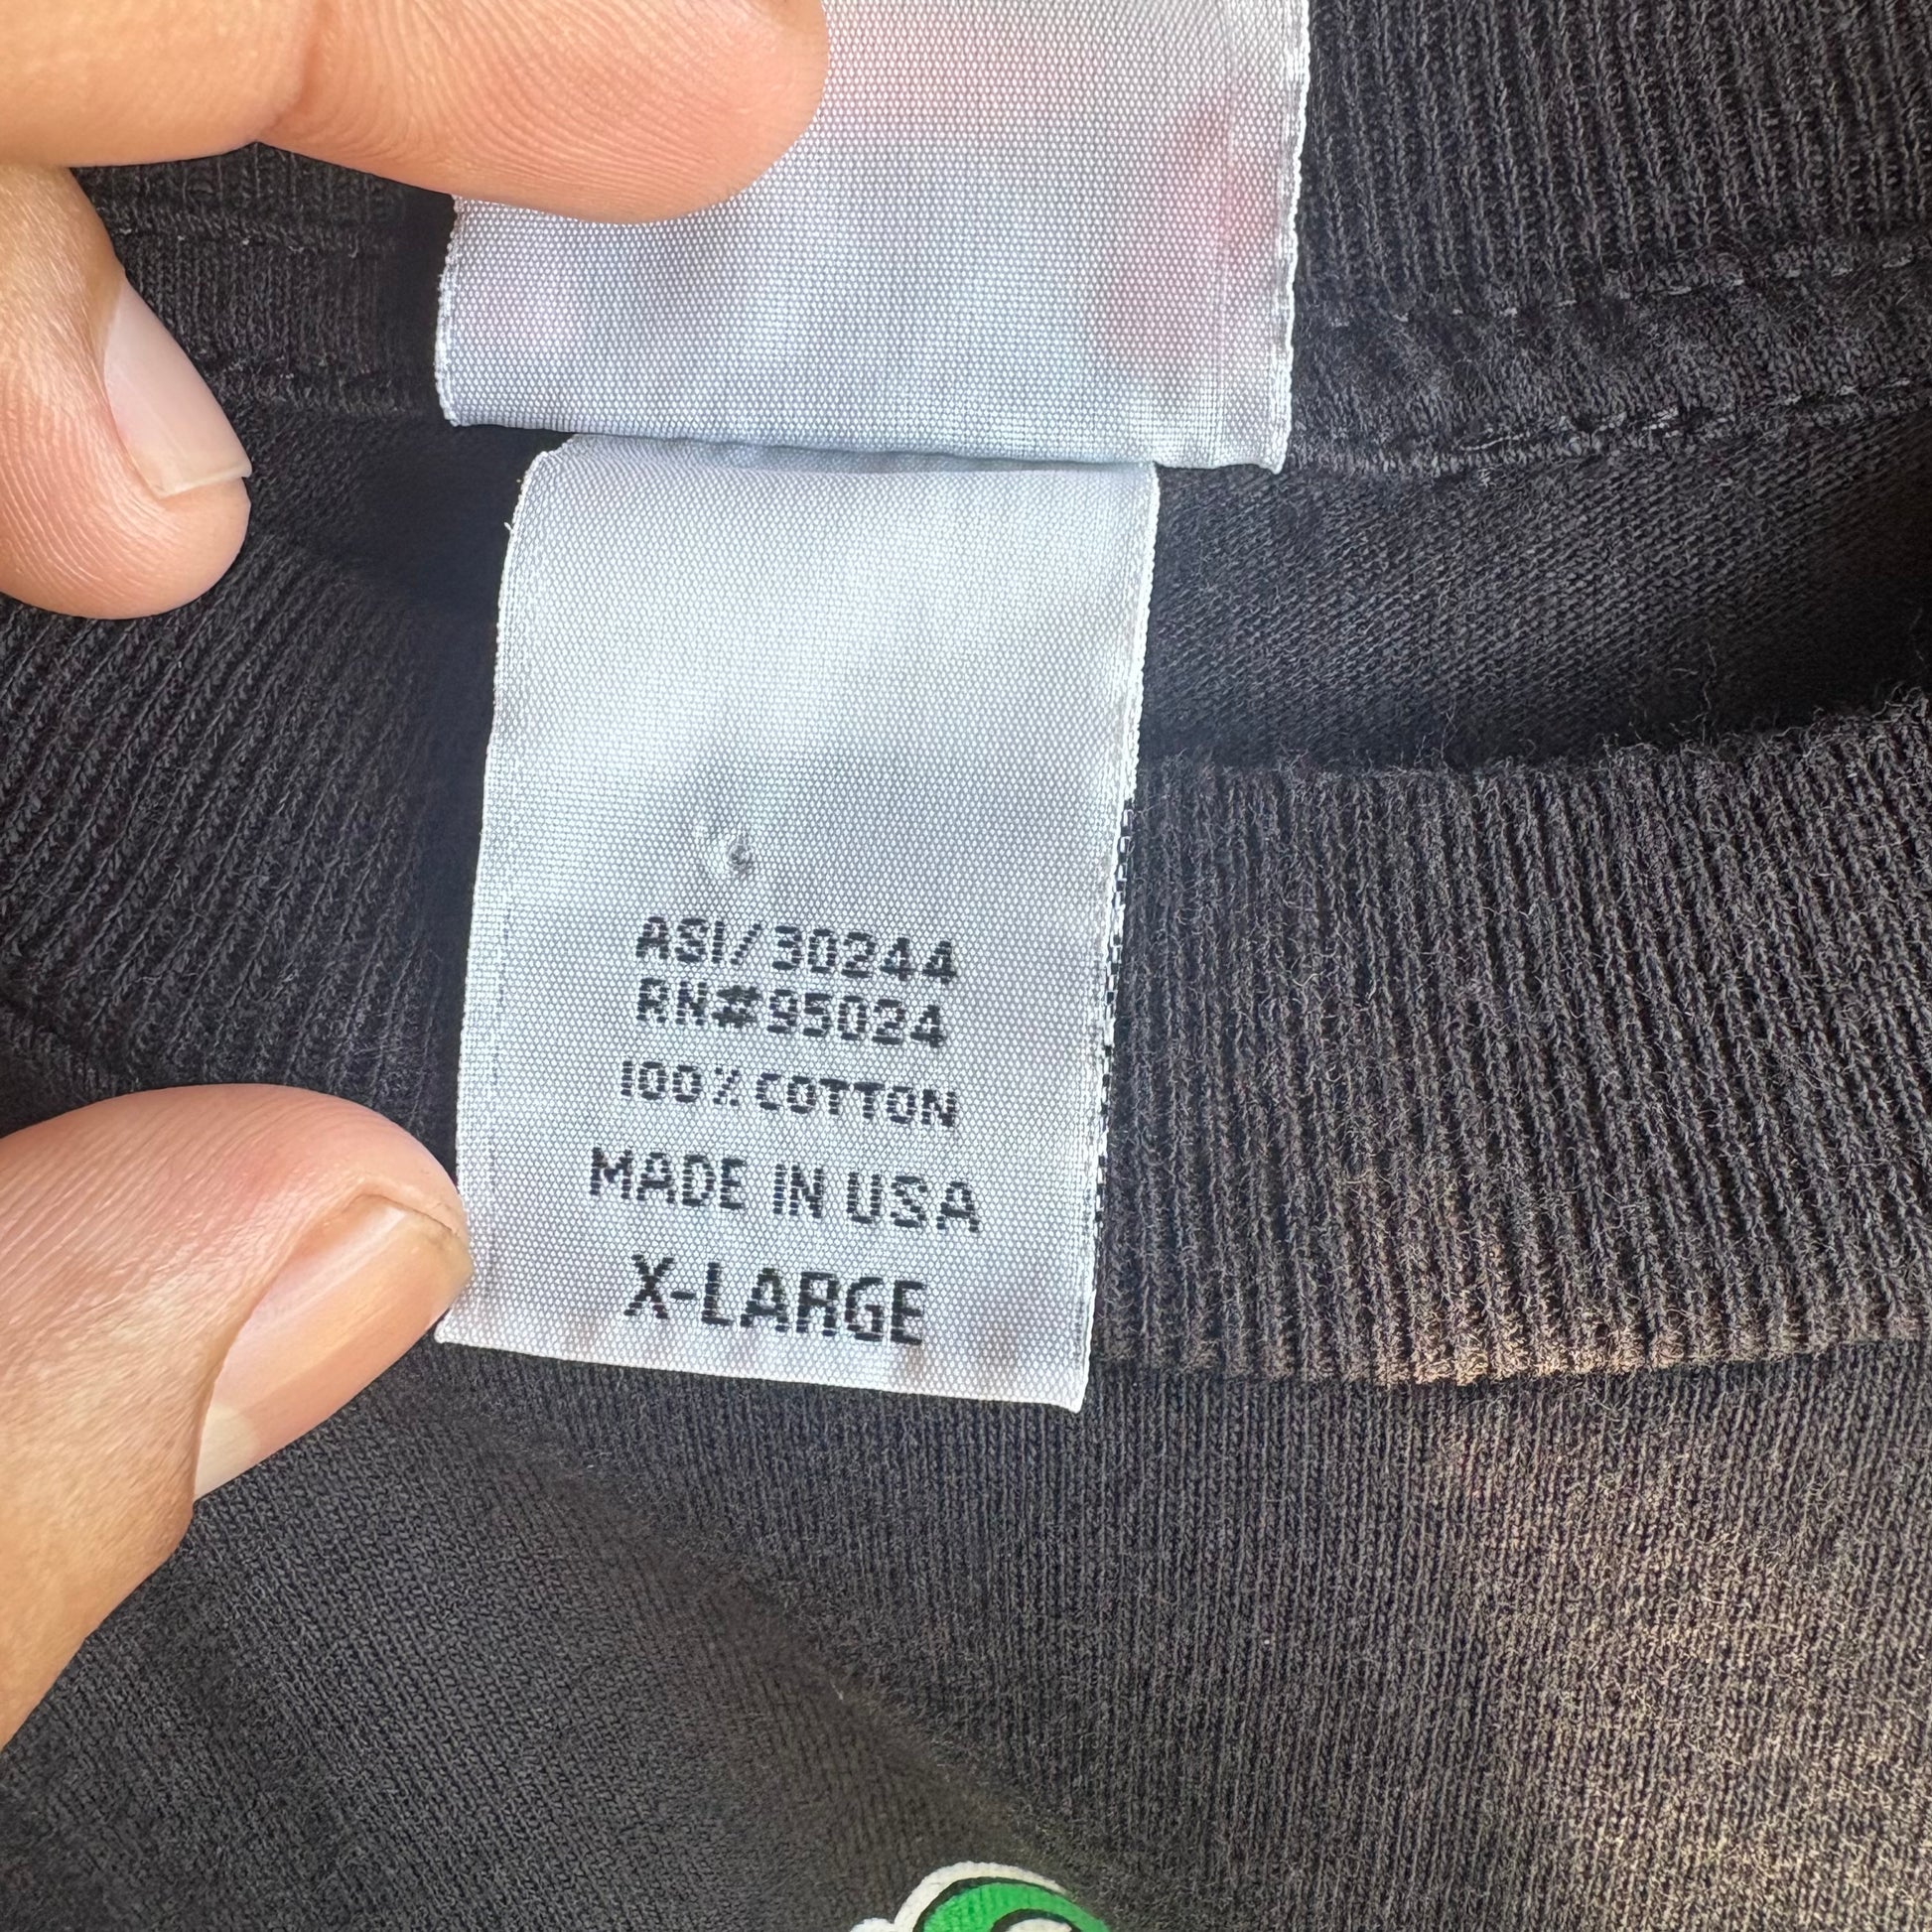 ASI/30244
RN#95024
100% COTTON
MADE IN USA
X-LARGE